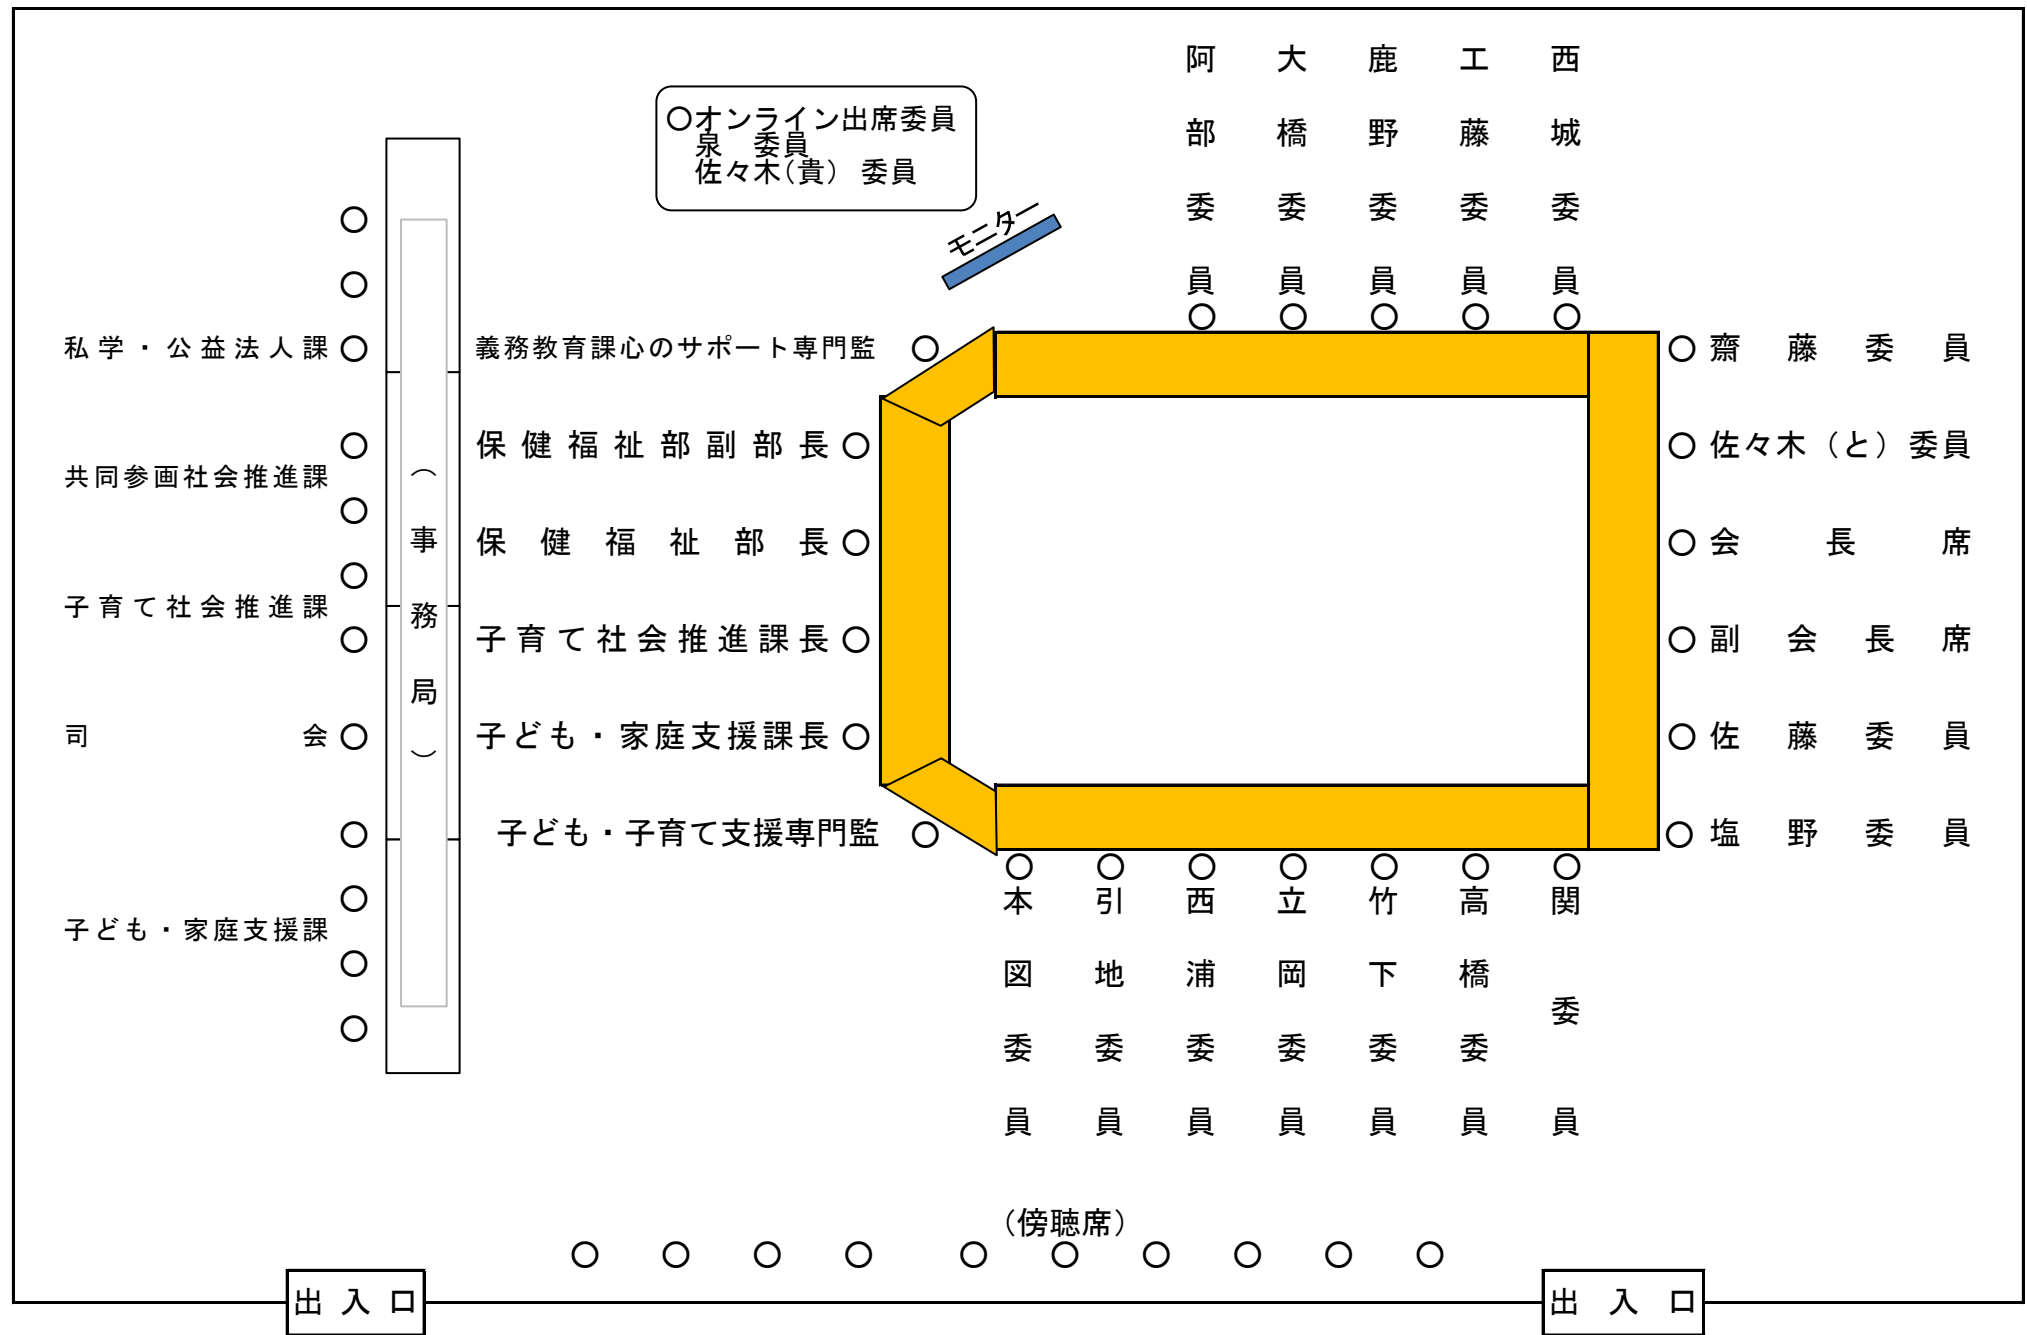 阿部委員
大橋委員
鹿野委員
工藤委員
西城委員
〇オンライン出席委員
泉 委員
佐々木(貴) 委員
モニター
私学・公益法人課
共同参画社会推進課
子育て社会推進課
司会
子ども・家庭支援課
（事務局）
義務教育課心のサポート専門監
保健福祉部副部長
保健福祉部長
子育て社会推進課長
子ども・家庭支援課長
子ども・子育て支援専門監
齋藤委員
佐々木（と）委員
会長席
副会長席
佐藤委員
塩野委員
本図委員
引地委員
西浦委員
立岡委員
竹下委員
高橋委員
関委員
（傍聴席）
出入口
出入口